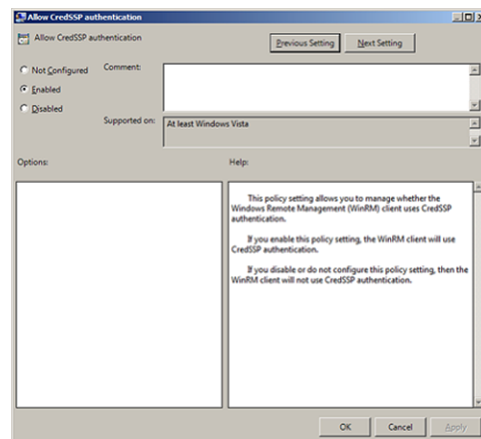 Allow CredSSP authentication
Allow CredSSP authentication
Previous Setting
Next Setting
Not Configured
Comment:
Enabled
Disabled
Supported on:
At least Windows Vista
Options:
Help:
This policy setting allows you to manage whether the
Windows Remote Management (WinRM) client uses CredSSP
authentication.
If you enable this policy setting, the WinRM client will use
CredSSP authentication.
If you disable or do not configure this policy setting, then the
WinRM client will not use CredSSP authentication.
OK
Cancel
Apply